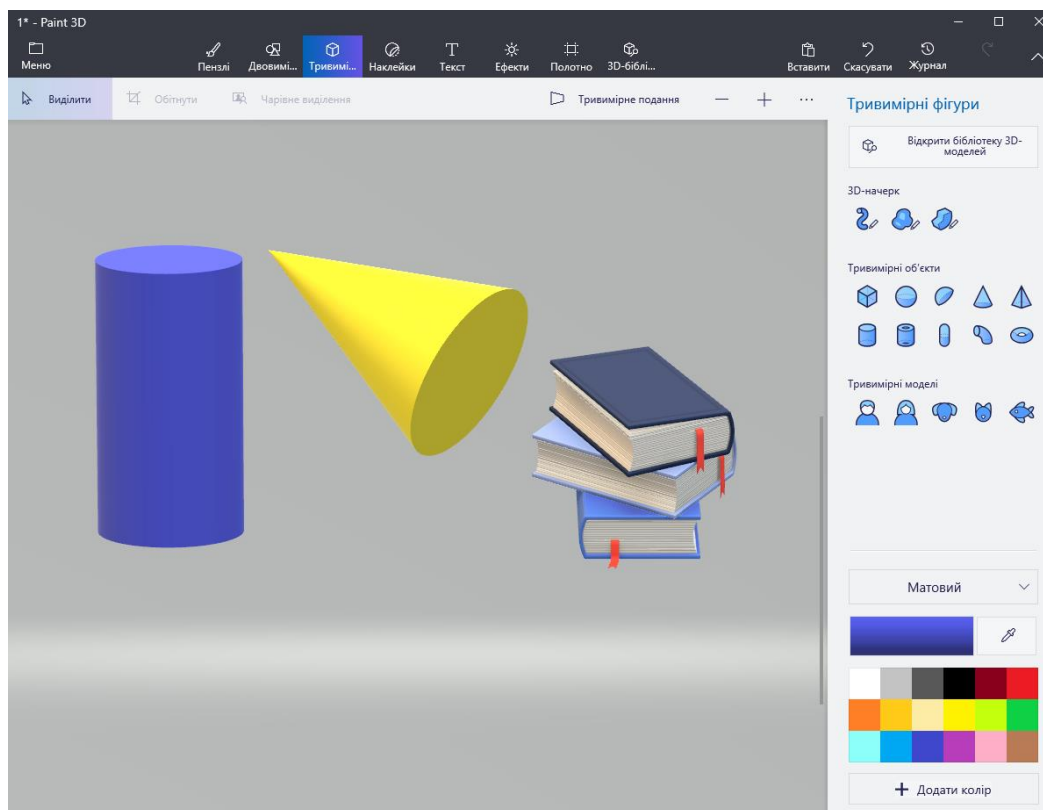 1* - Paint 3D
Меню
Пензлі
Двовимі...
Тривимі...
Наклейки
Текст
Ефекти
Полотно
3D-біблі...
Вставити
Скасувати
Журнал
Виділити
Обітнути
Чарівне виділення
Тривимірне подання
Тривимірні фігури
Відкрити бібліотеку 3D-
моделей
3D-начерк
Тривимірні об'єкти
Тривимірні моделі
Матовий
Додати колір